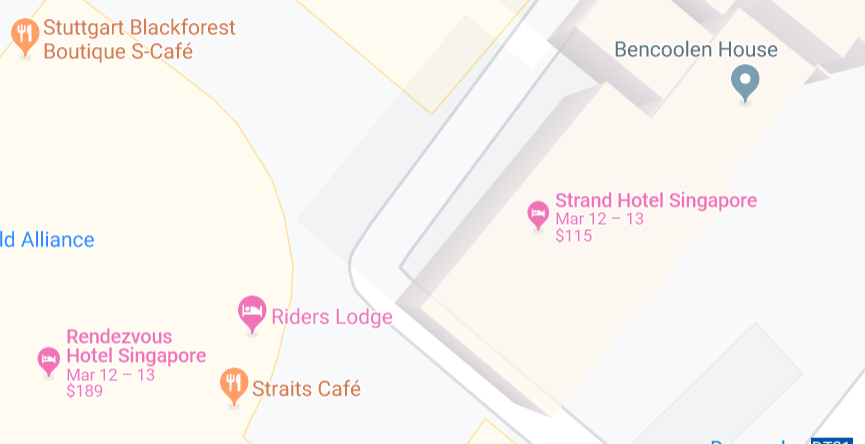 Stuttgart Blackforest
Boutique S-Café
Bencoolen House
Strand Hotel Singapore
Mar 12 – 13
$115
ld Alliance
Riders Lodge
Rendezvous
Hotel Singapore
Mar 12 – 13
$189
Straits Café